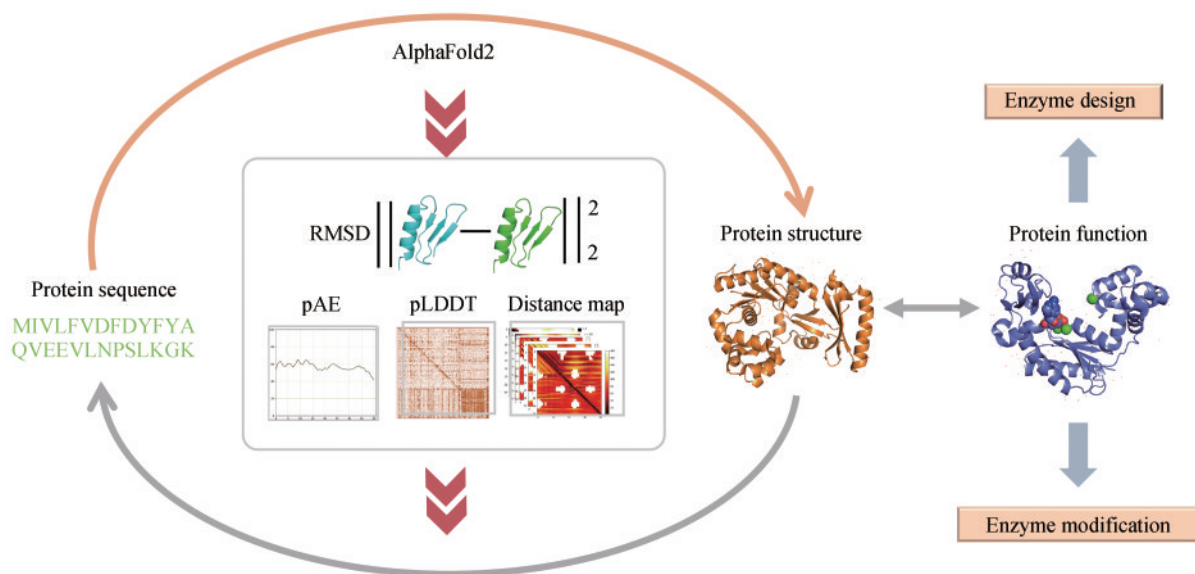 AlphaFold2
Enzyme design
RMSD
2
2
Protein structure
Protein function
Protein sequence
MIVLFVDFDYFYA
QVEEVLNPSLKGK
pAE
pLDDT
Distance map
Enzyme modification